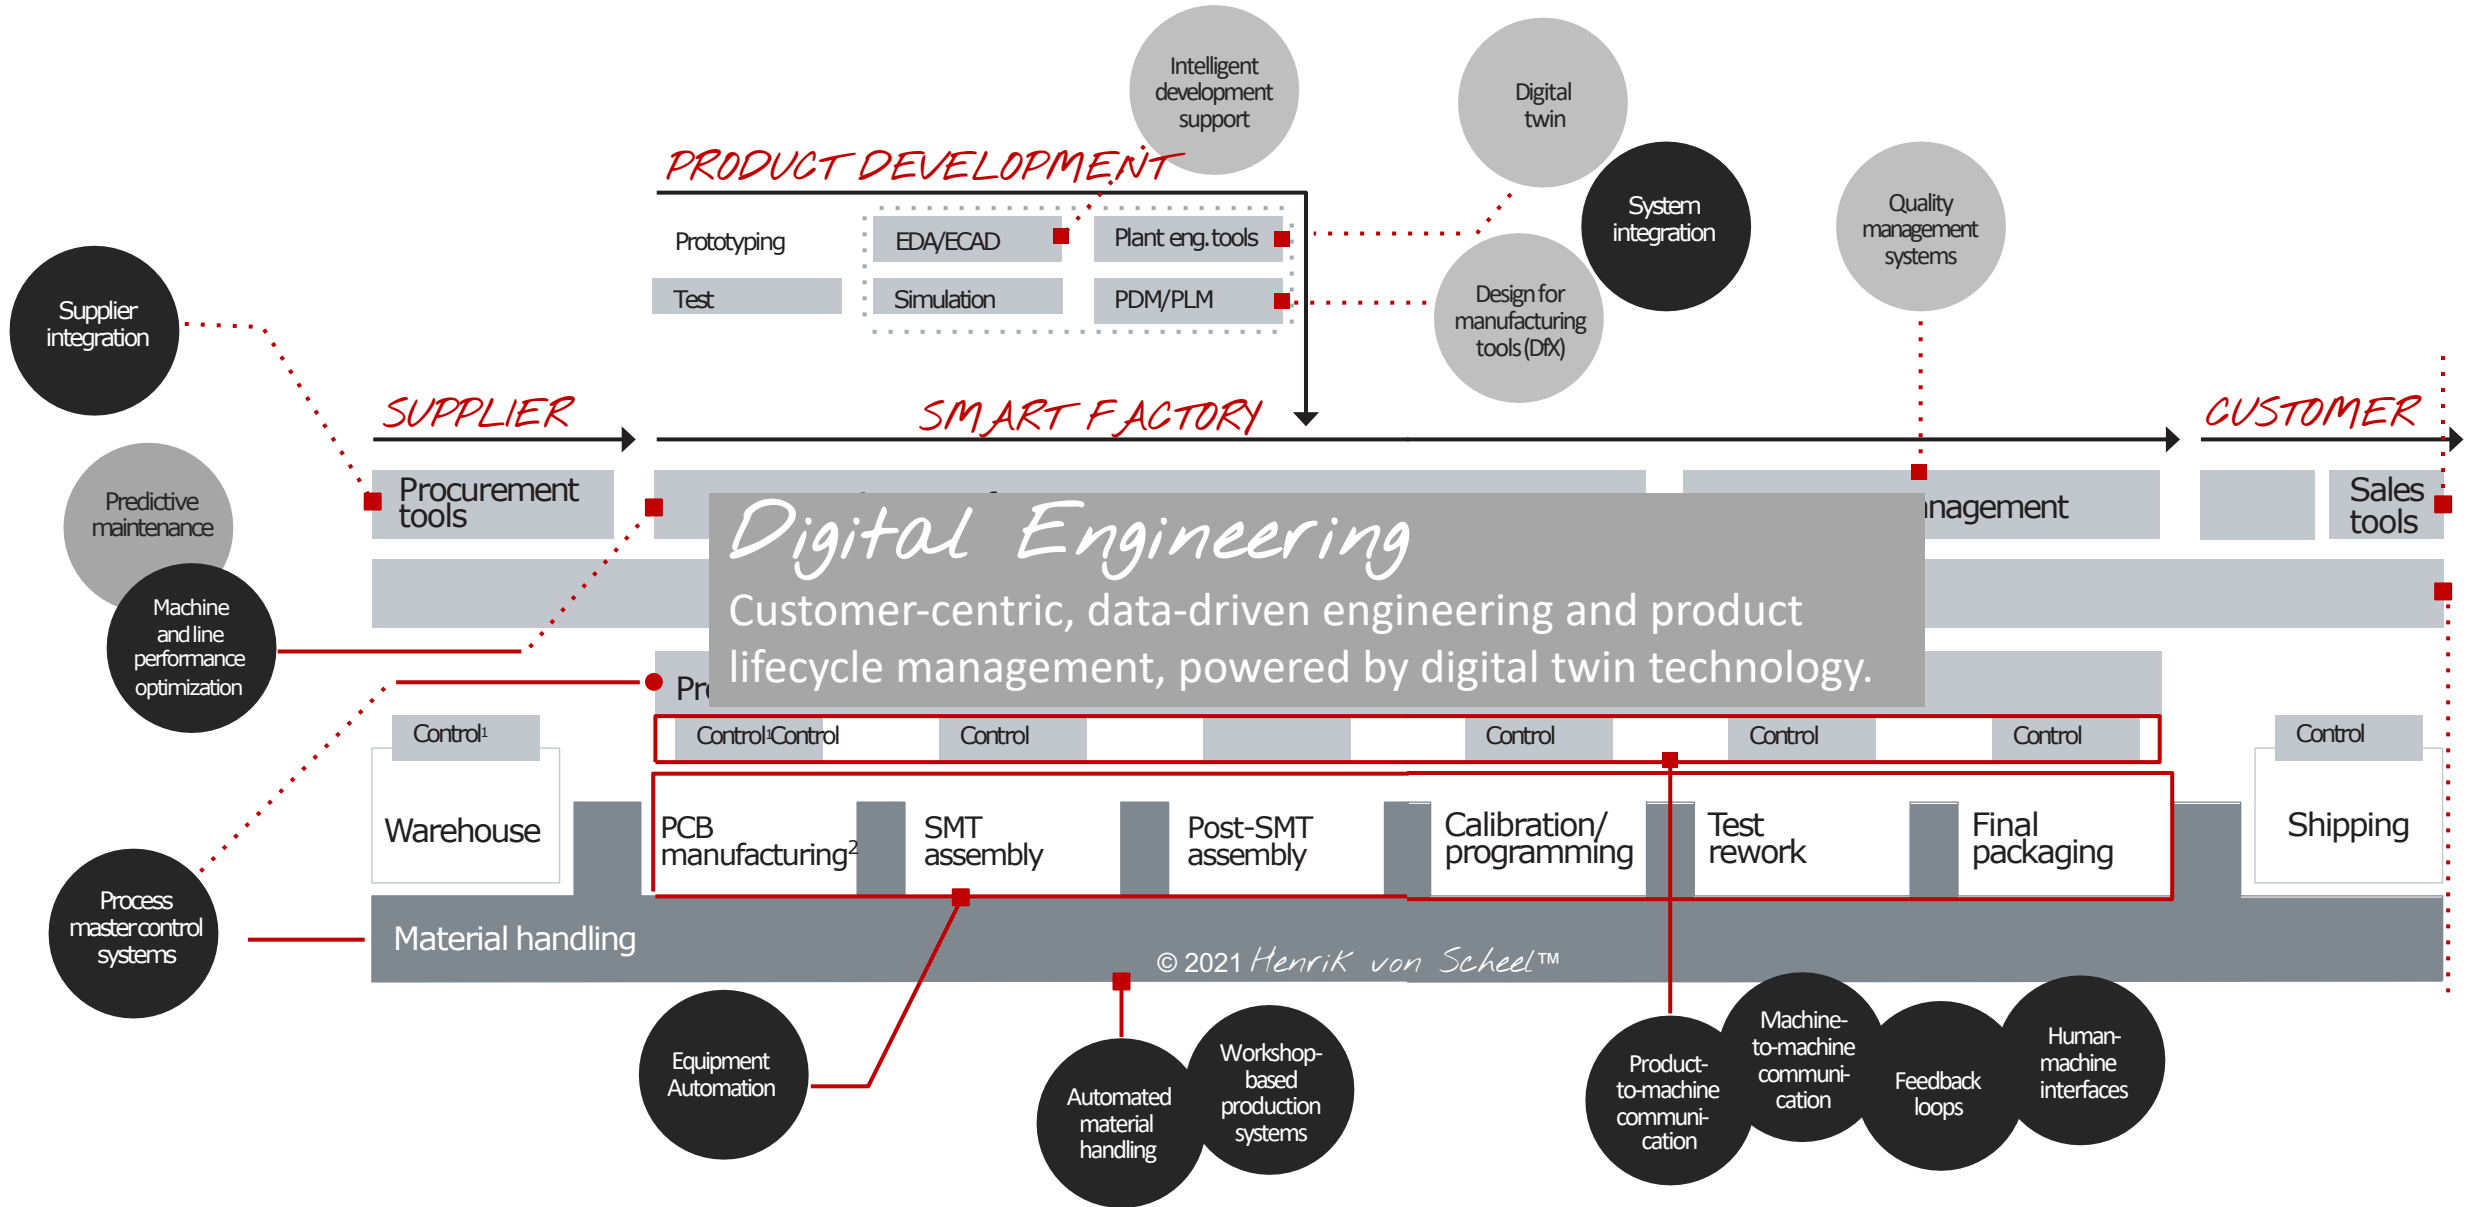 Intelligent
development
support
Digital
twin
PRODUCT DEVELOPMENT
System
integration
Quality
management
systems
Prototyping
EDA/ECAD
Plant eng. tools
Test
Simulation
PDM/PLM
Design for
manufacturing
tools (DfX)
Supplier
integration
SUPPLIER
SMART FACTORY
CUSTOMER
Predictive
maintenance
Procurement
tools
Sales
tools
Digital Engineering
Customer-centric, data-driven engineering and product
lifecycle management, powered by digital twin technology.
Machine
and line
performance
optimization
Control¹
Control¹Control
Control
Control
Control
Control
Control
Warehouse
PCB
manufacturing²
SMT
assembly
Post-SMT
assembly
Calibration/
programming
Test
rework
Final
packaging
Shipping
Process
master control
systems
Material handling
© 2021 Henrik von Scheel™
Equipment
Automation
Automated
material
handling
Workshop-
based
production
systems
Product-
to-machine
communi-
cation
Machine-
to-machine
communi-
cation
Feedback
loops
Human-
machine
interfaces